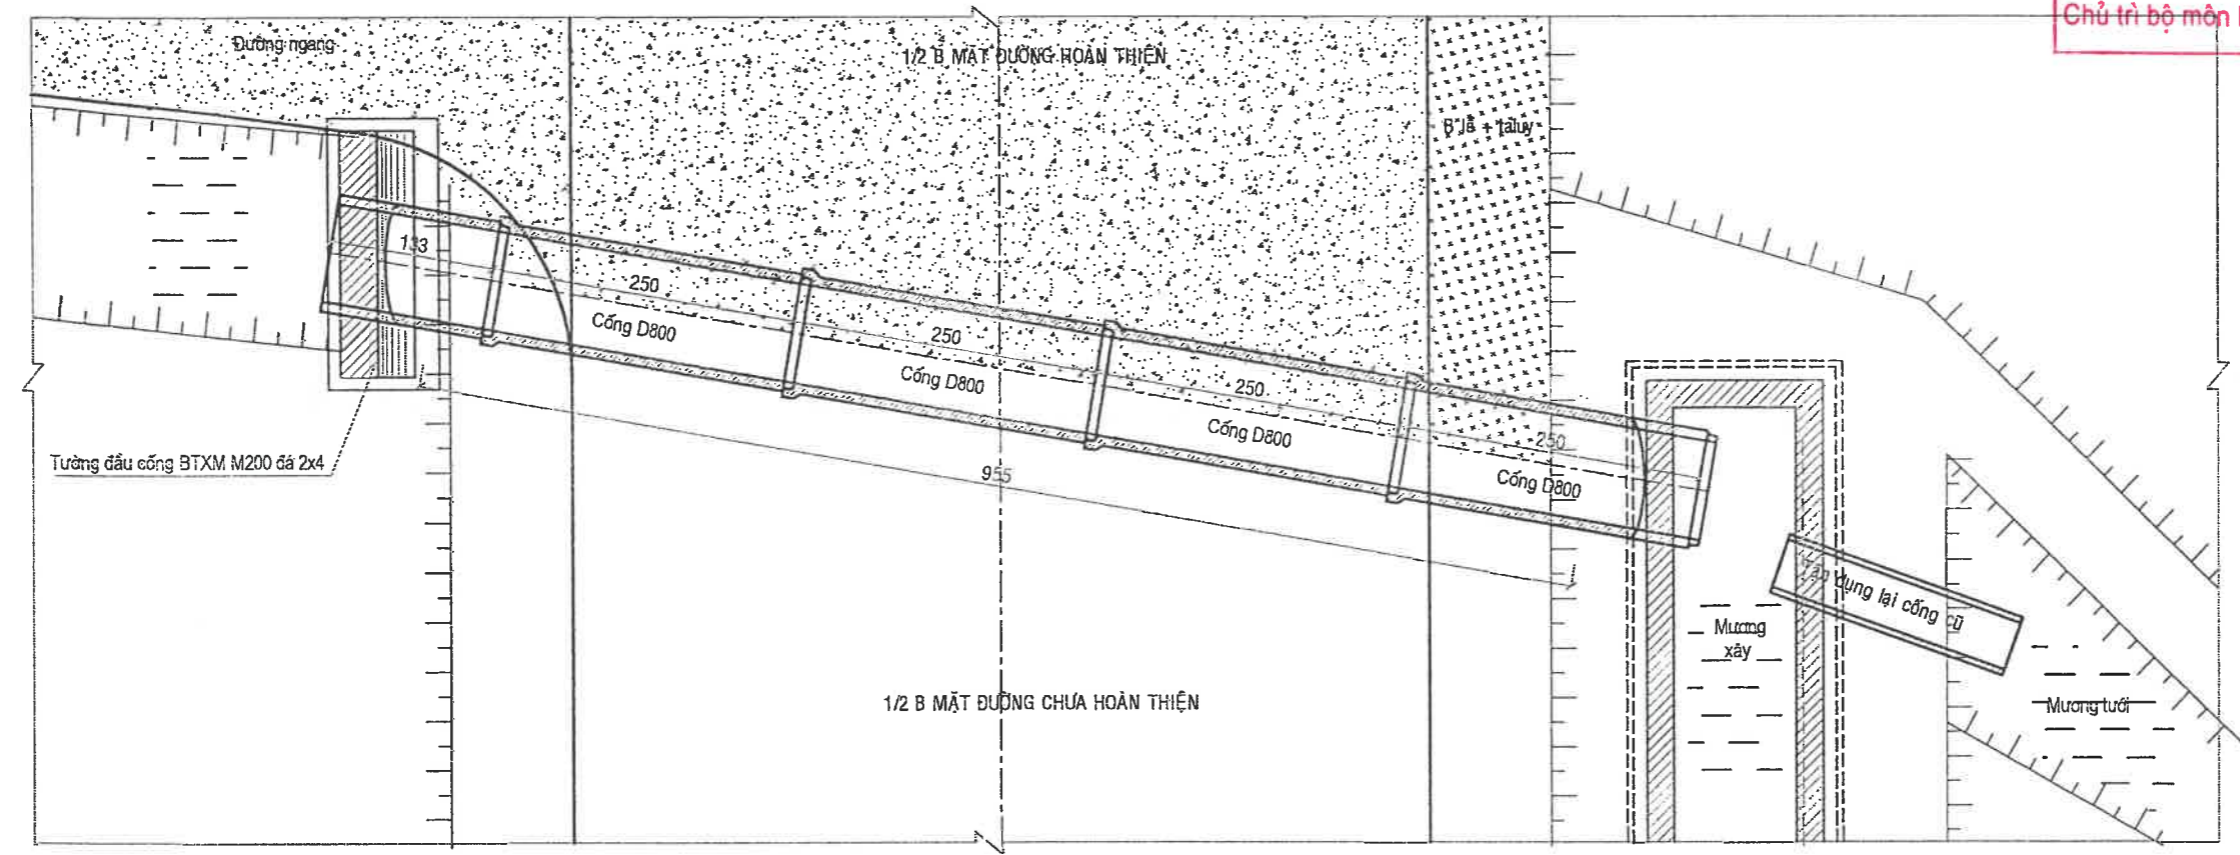 Chủ trì bộ môn
Đường ngang
1/2 B MẶT ĐƯỜNG HOÀN THIỆN
B lề + taluy
133
250
Cống D800
250
Cống D800
250
Cống D800
250
Cống D800
955
Tường đầu cống BTXM M200 đá 2x4
Tận dụng lại cống cũ
Mương
xây
1/2 B MẶT ĐƯỜNG CHƯA HOÀN THIỆN
Mương tưới